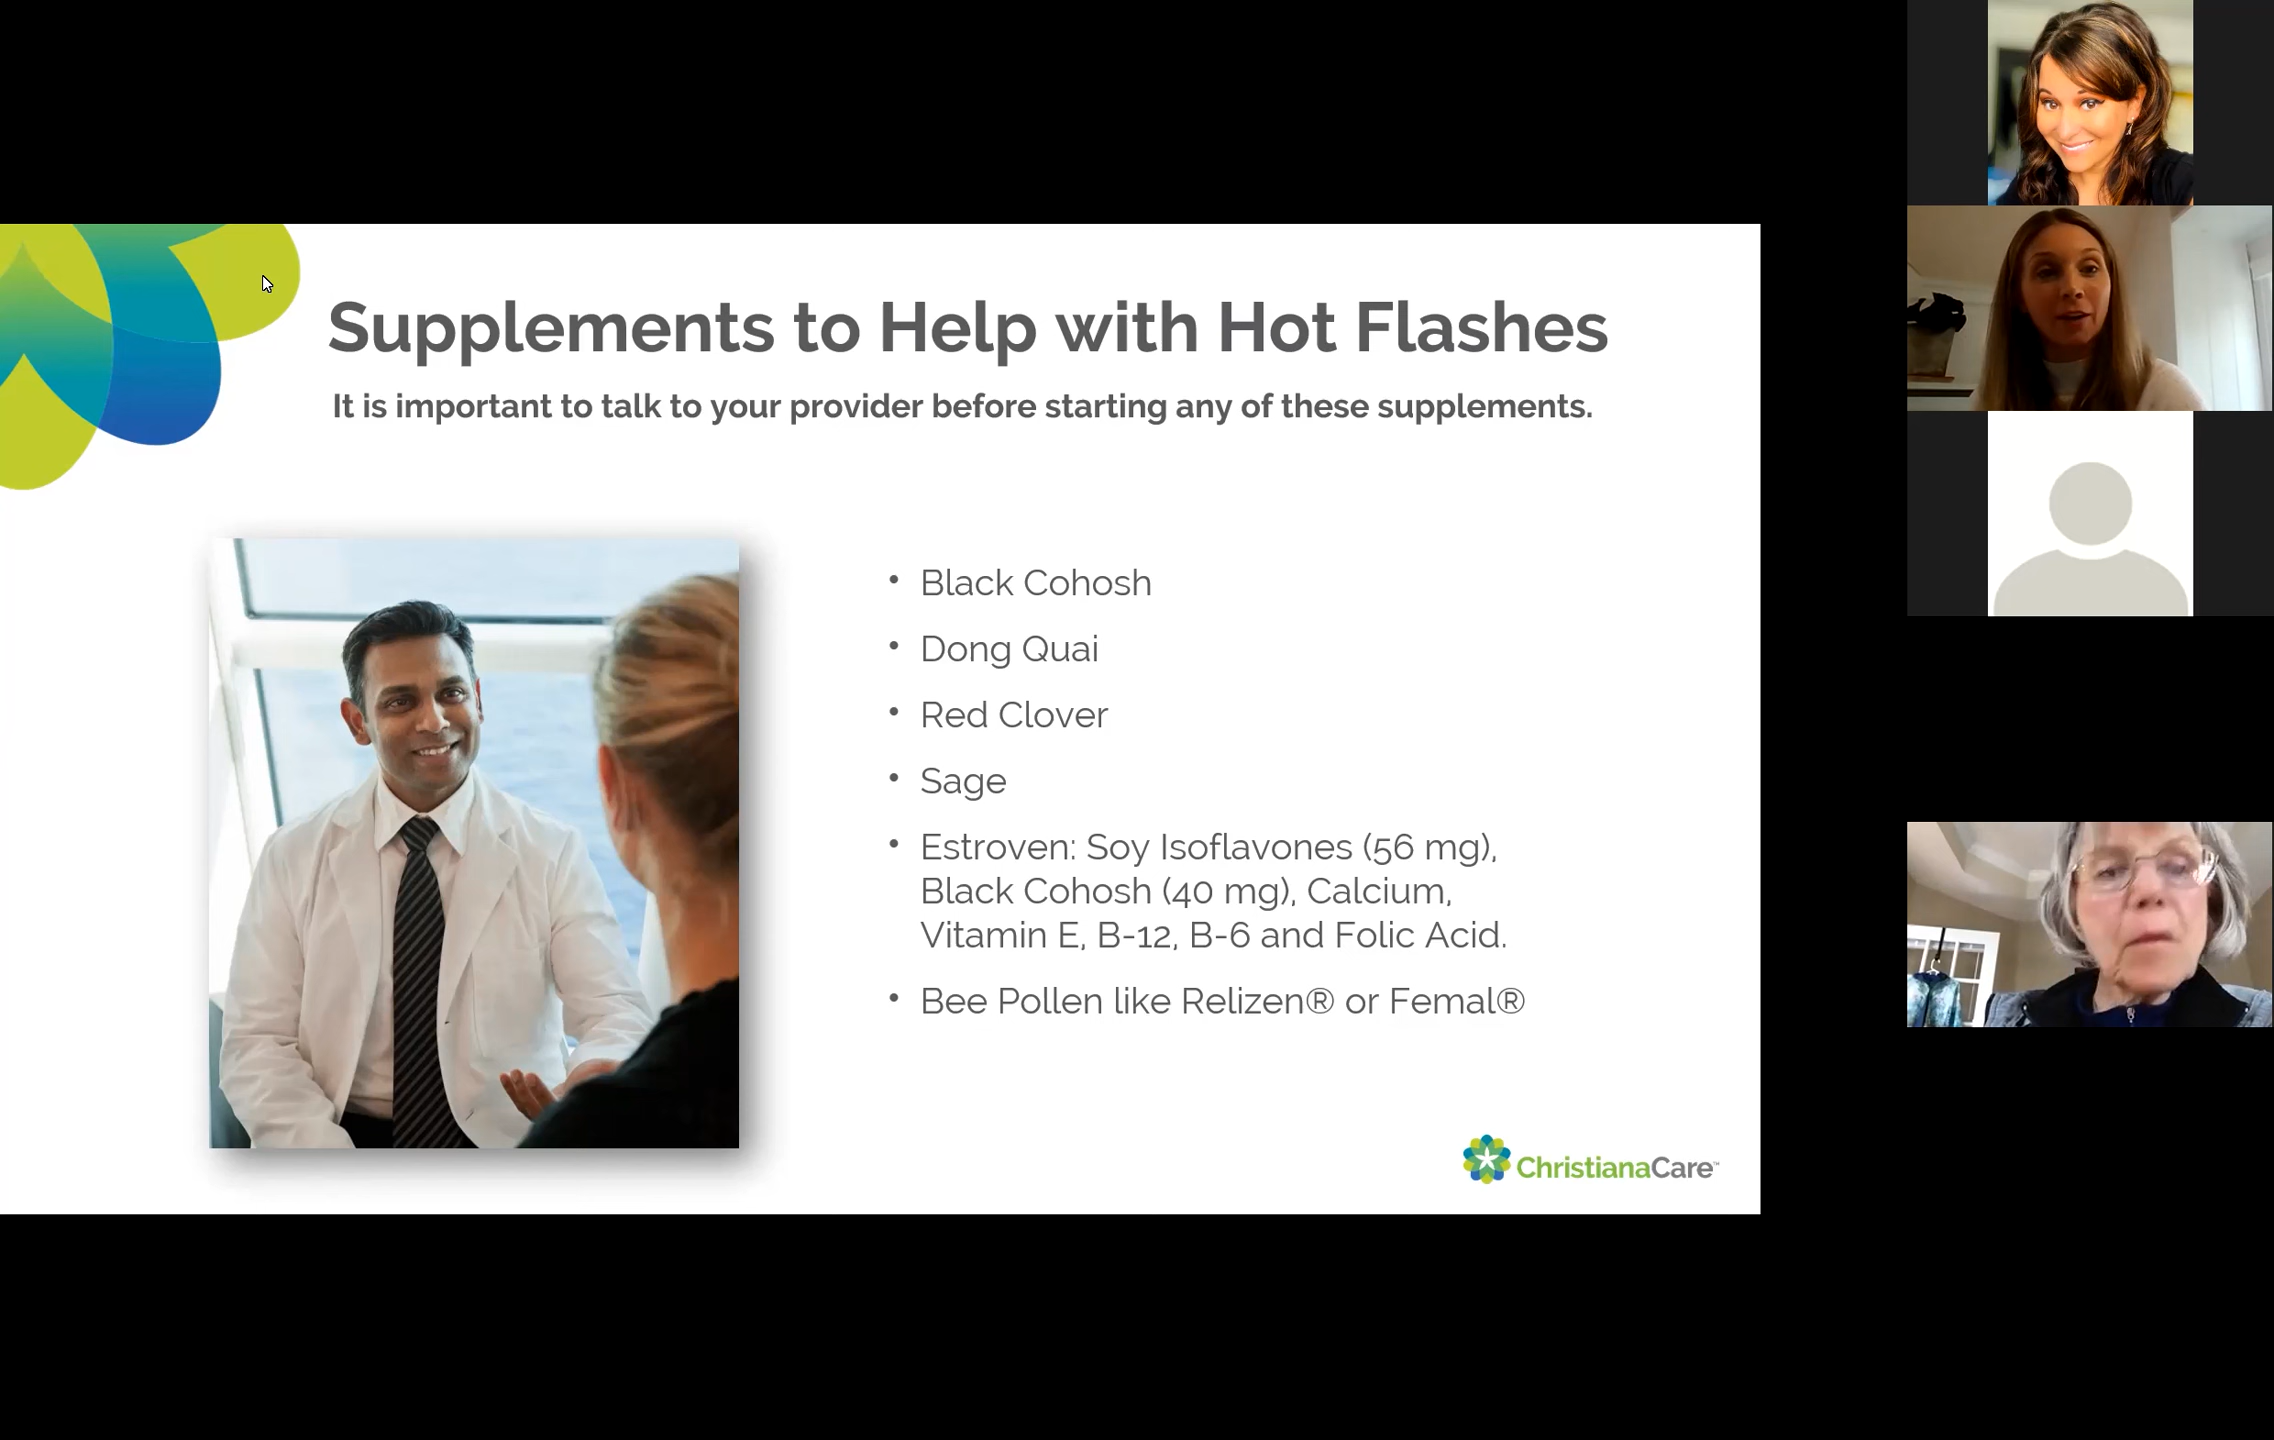 Supplements to Help with Hot Flashes
It is important to talk to your provider before starting any of these supplements.
• Black Cohosh
• Dong Quai
• Red Clover
• Sage
• Estroven: Soy Isoflavones (56 mg),
Black Cohosh (40 mg), Calcium,
Vitamin E, B-12, B-6 and Folic Acid.
• Bee Pollen like Relizen® or Femal®
ChristianaCare™